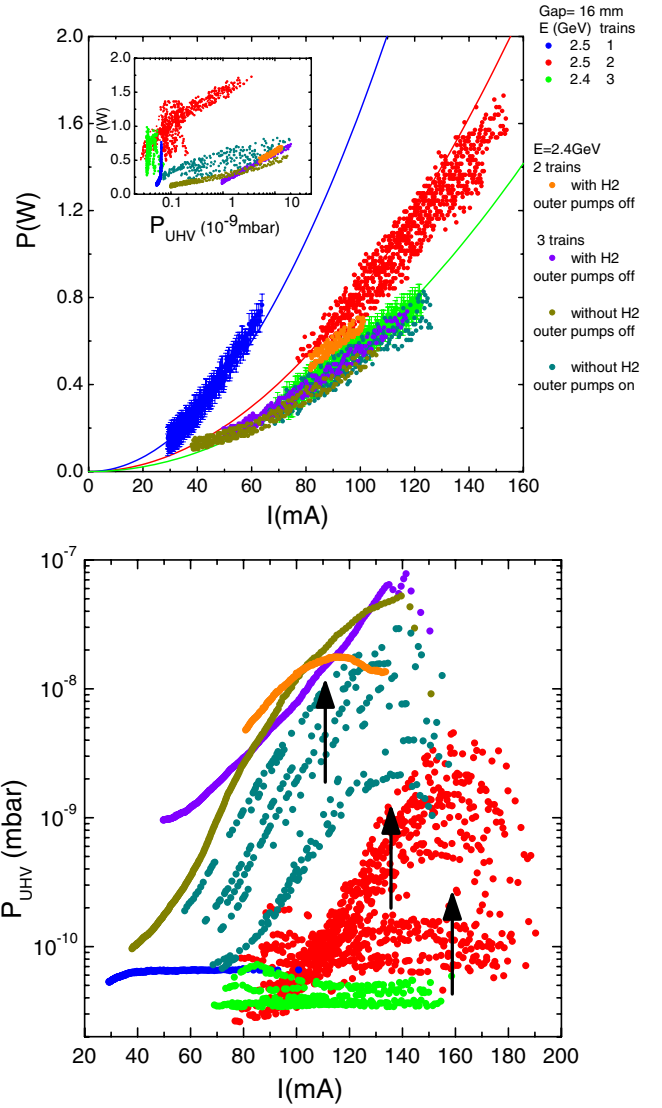 Gap= 16 mm
E (GeV) trains
2.5 1
2.5 2
2.4 3
E=2.4GeV
2 trains
with H2
outer pumps off
3 trains
with H2
outer pumps off
without H2
outer pumps off
without H2
outer pumps on
2.0
1.6
1.2
0.8
0.4
0.0
P(W)
0 20 40 60 80 100 120 140 160
I(mA)
2.0
1.5
1.0
0.5
0.0
P(W)
0.1 1 10
P_UHV (10^-9mbar)
10^-7
10^-8
10^-9
10^-10
P_UHV (mbar)
20 40 60 80 100 120 140 160 180 200
I(mA)